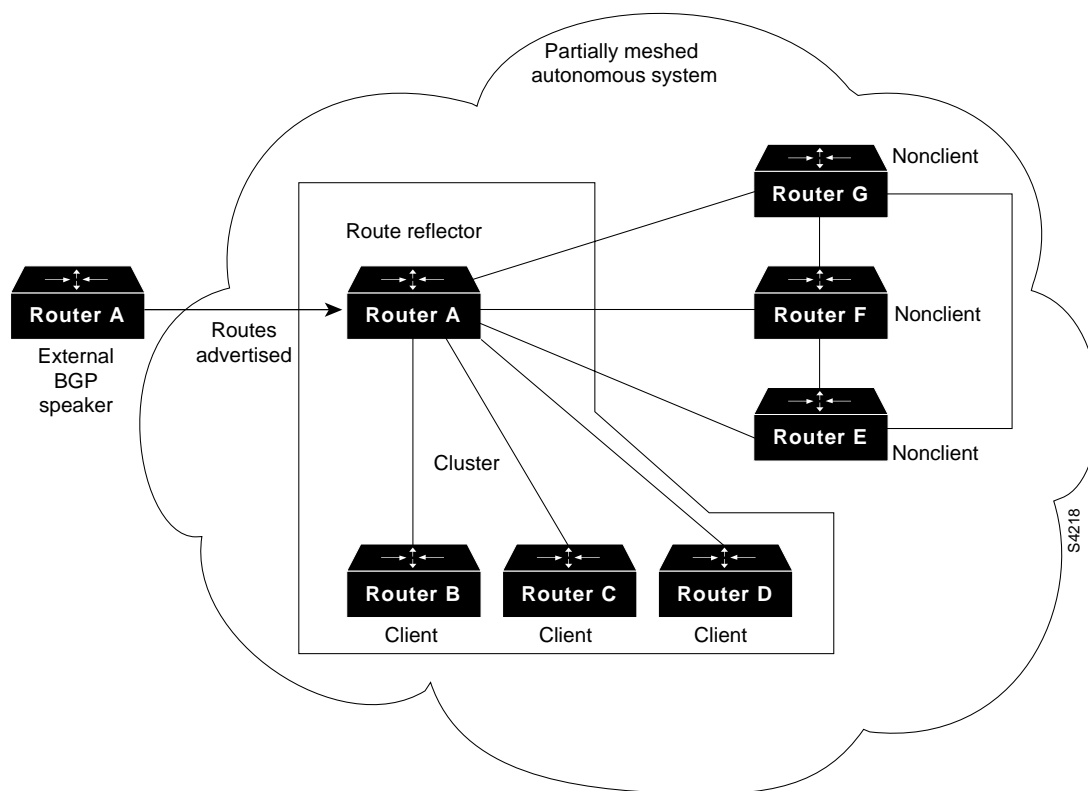 Partially meshed
autonomous system
Nonclient
Router G
Route reflector
Router A
Router A
Router F
Nonclient
Routes
advertised
External
BGP
speaker
Router E
Nonclient
Cluster
S4218
Router B
Router C
Router D
Client
Client
Client